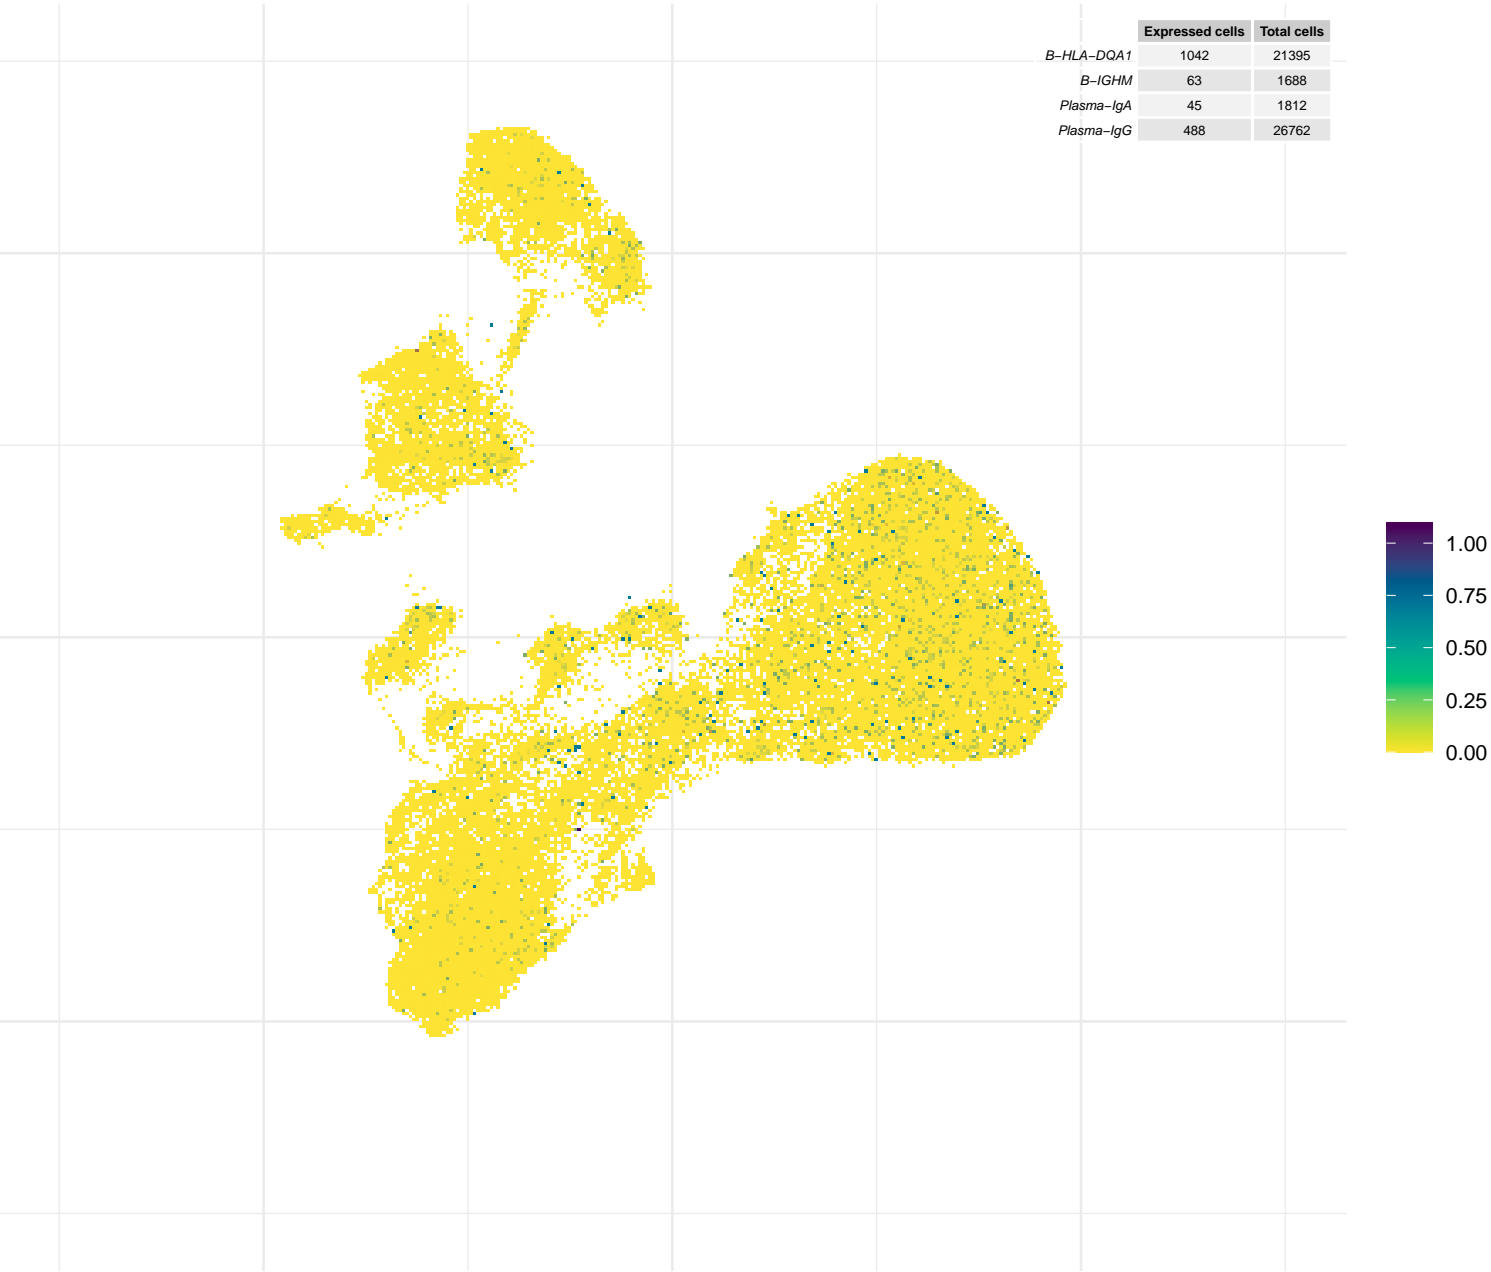 Expressed cells Total cells
B−HLA−DQA1 1042 21395
B−IGHM 63 1688
Plasma−IgA 45 1812
Plasma−IgG 488 26762
1.00
0.75
0.50
0.25
0.00